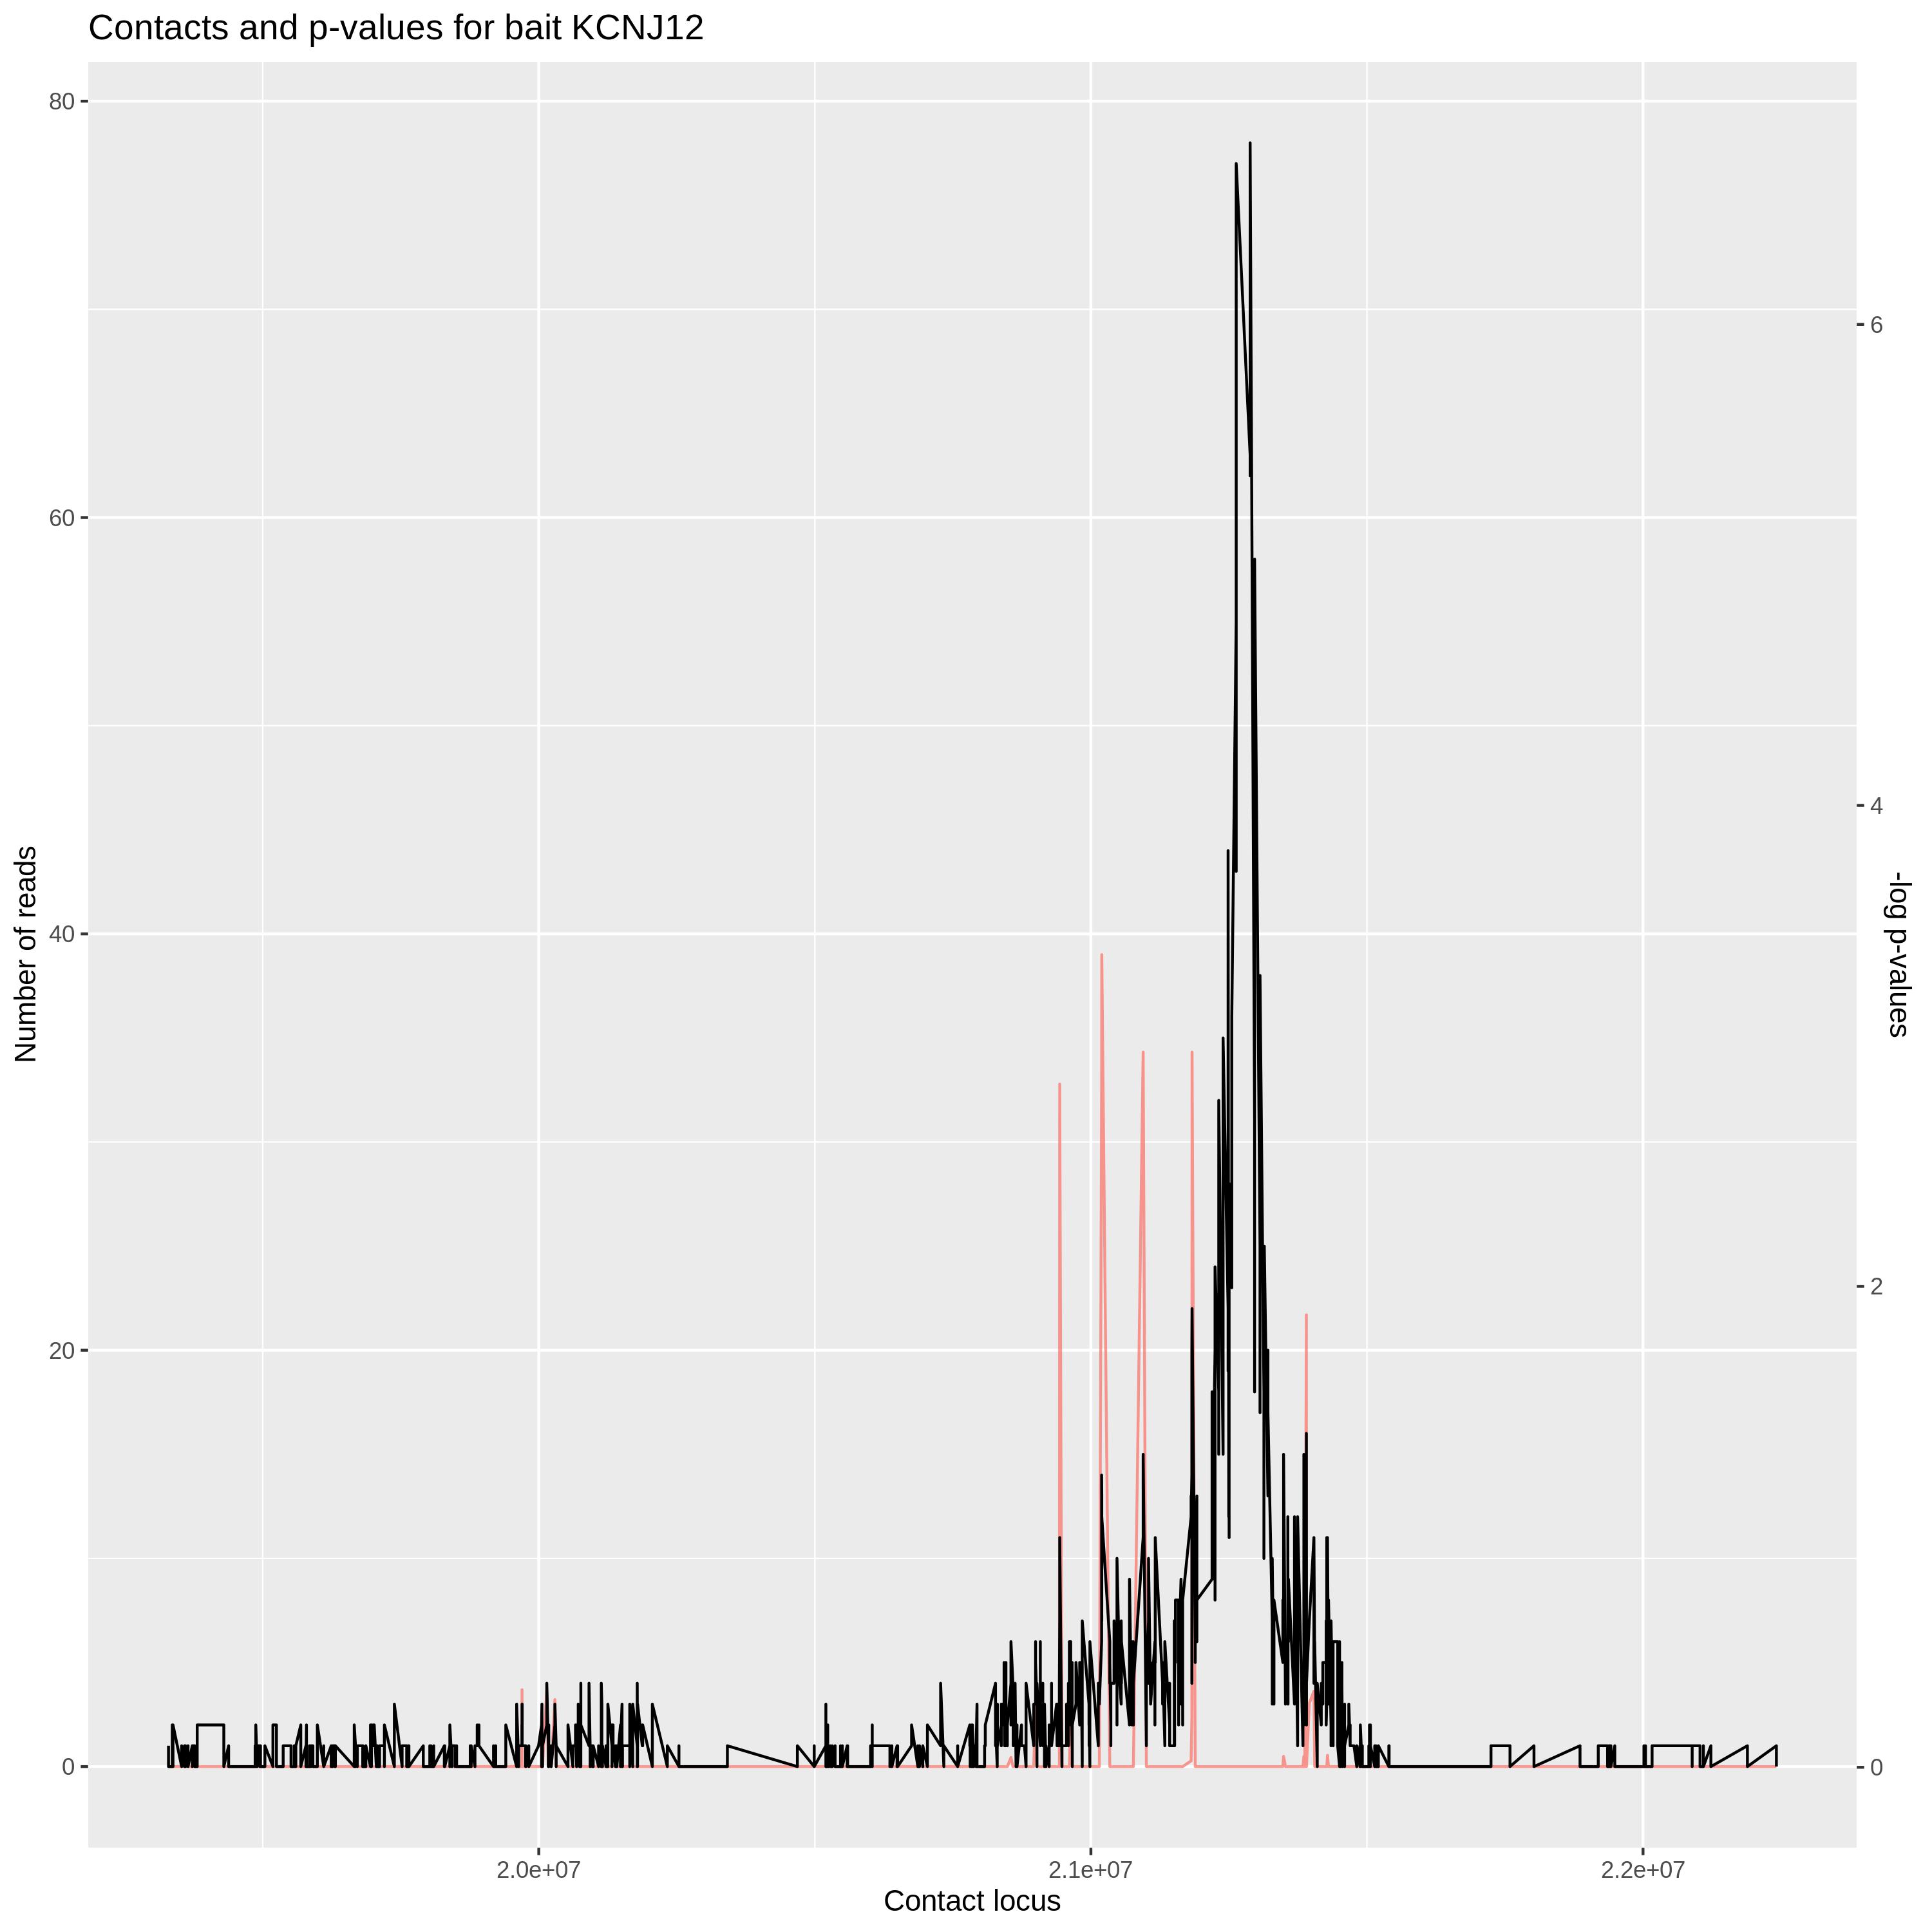 Contacts and p-values for bait KCNJ12
80
60
40
20
0
Number of reads
6
4
2
0
-log p-values
2.0e+07
2.1e+07
2.2e+07
Contact locus